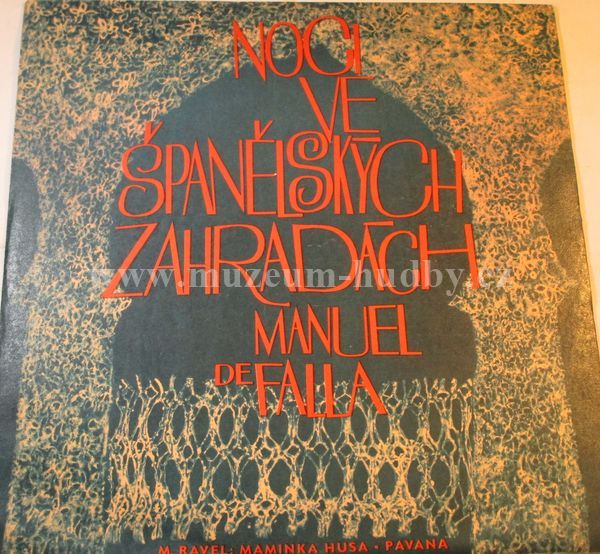 NOCI
VE
ŠPANĚLSKÝCH
ZAHRADÁCH
www.muzeum-hudby.cz
MANUEL
DE FALLA
M. RAVEL: MAMINKA HUSA • PAVANA